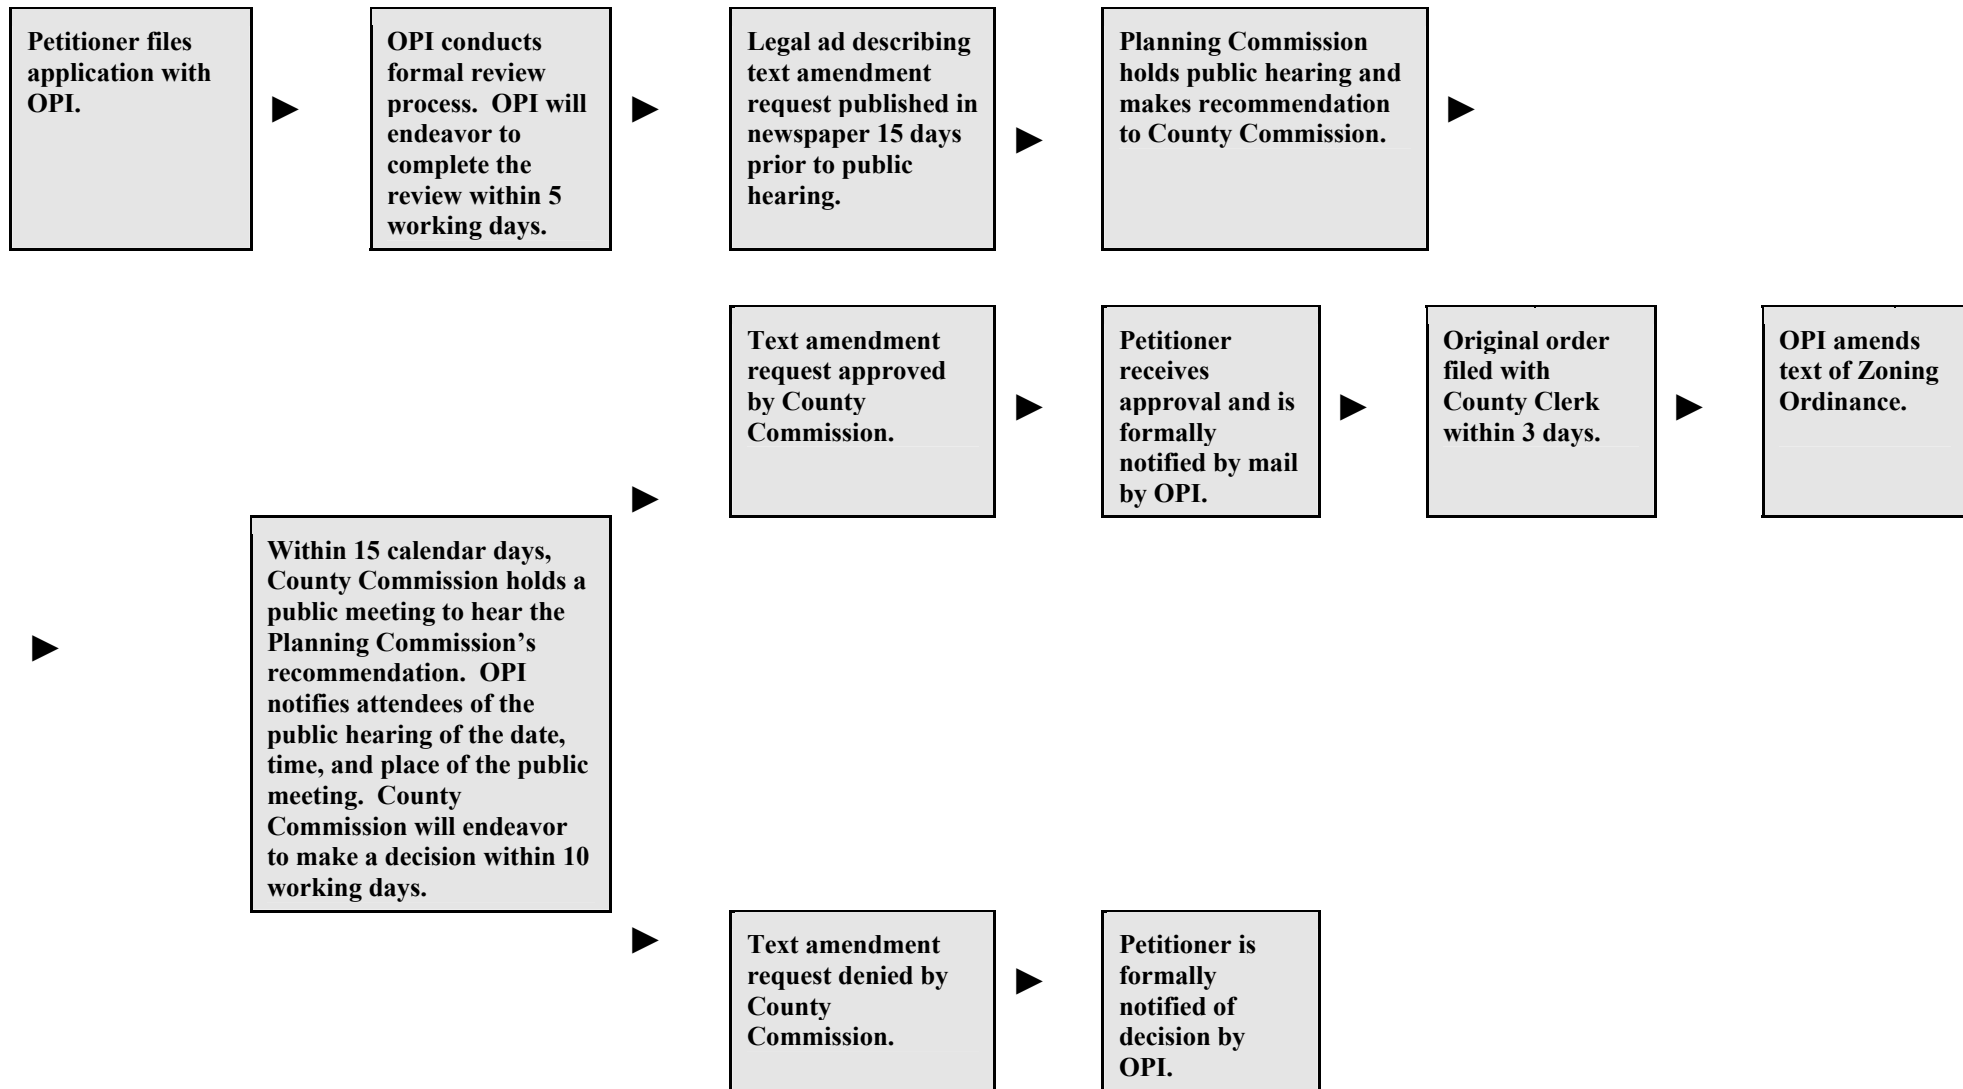 Petitioner files
application with
OPI.
OPI conducts
formal review
process.  OPI will
endeavor to
complete the
review within 5
working days.
Legal ad describing
text amendment
request published in
newspaper 15 days
prior to public
hearing.
Planning Commission
holds public hearing and
makes recommendation
to County Commission.
Within 15 calendar days,
County Commission holds a
public meeting to hear the
Planning Commission’s
recommendation.  OPI
notifies attendees of the
public hearing of the date,
time, and place of the public
meeting.  County
Commission will endeavor
to make a decision within 10
working days.
Text amendment
request approved
by County
Commission.
Petitioner
receives
approval and is
formally
notified by mail
by OPI.
Original order
filed with
County Clerk
within 3 days.
OPI amends
text of Zoning
Ordinance.
Text amendment
request denied by
County
Commission.
Petitioner is
formally
notified of
decision by
OPI.